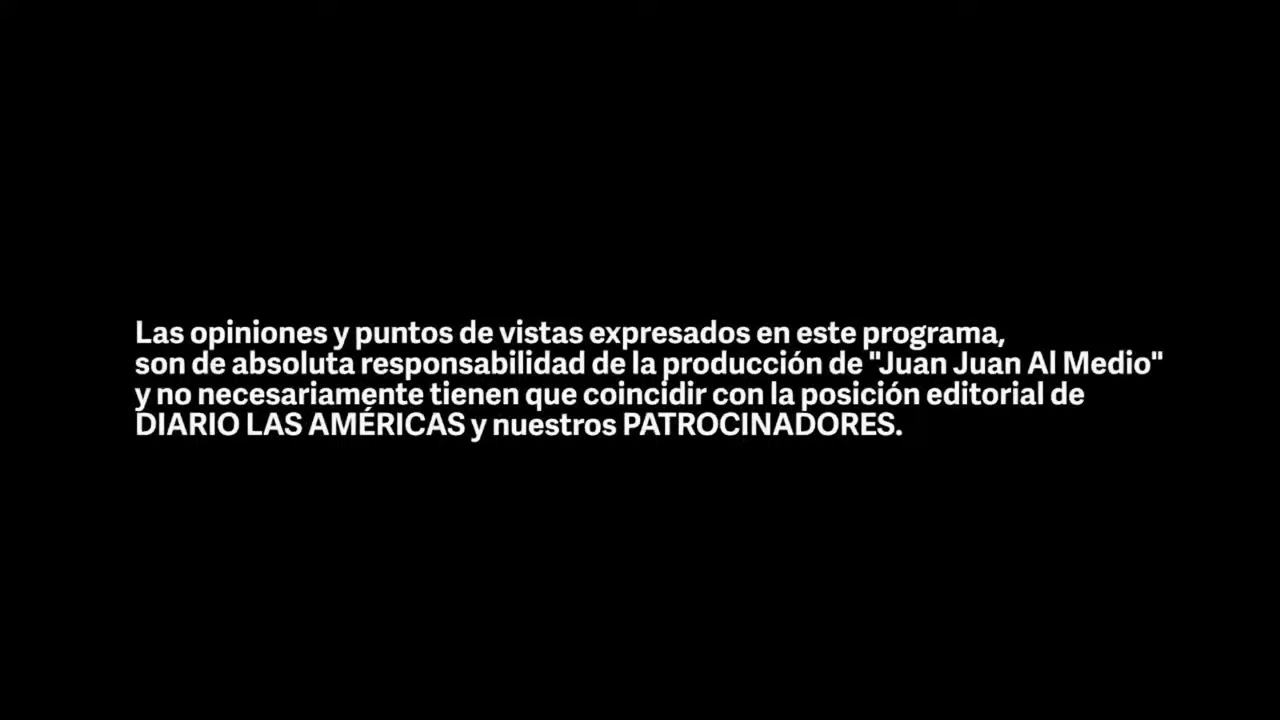 Las opiniones y puntos de vistas expresados en este programa,
son de absoluta responsabilidad de la producción de "Juan Juan Al Medio"
y no necesariamente tienen que coincidir con la posición editorial de
DIARIO LAS AMÉRICAS y nuestros PATROCINADORES.